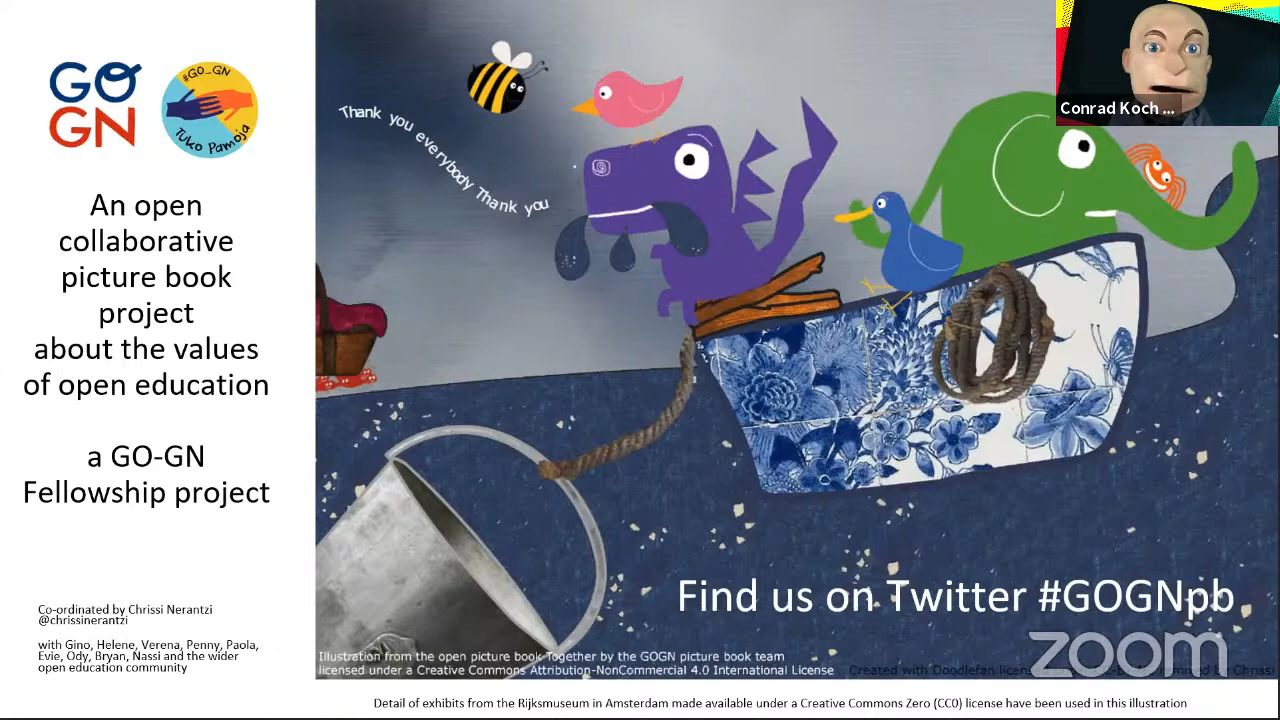 GO
GN
#GO_GN
Tuko Pamoja
An open
collaborative
picture book
project
about the values
of open education
a GO-GN
Fellowship project
Co-ordinated by Chrissi Nerantzi
@chrissinerantzi
with Gino, Helene, Verena, Penny, Paola,
Evie, Ody, Bryan, Nassi and the wider
open education community
Thank you everybody Thank you
Conrad Koch ...
Find us on Twitter #GOGNpb
zoom
Illustration from the open picture book Together by the GOGN picture book team
licensed under a Creative Commons Attribution-NonCommercial 4.0 International License
Created with Doodlefan
Detail of exhibits from the Rijksmuseum in Amsterdam made available under a Creative Commons Zero (CC0) license have been used in this illustration